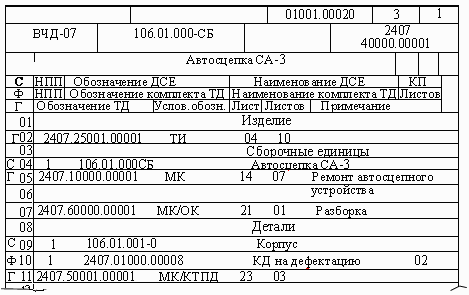 01001.00020 3 1
ВЧД-07 106.01.000-СБ 2407
40000.00001
Автосцепка СА-3
С НПП Обозначение ДСЕ Наименование ДСЕ КП
Ф НПП Обозначение комплекта ТД Наименование комплекта ТД Листов
Г Обозначение ТД Услов.обозн. Лист Листов Примечание
01 Изделие
Г 02 2407.25001.00001 ТИ 04 10
03 Сборочные единицы
С 04 1 106.01.000СБ Автосцепка СА-3
Г 05 2407.10000.00001 МК 14 07 Ремонт автосцепного
06 устройства
07 2407.60000.00001 МК/ОК 21 01 Разборка
08 Детали
С 09 1 106.01.001-0 Корпус
Ф 10 1 2407.01000.00008 КД на дефектацию 02
Г 11 2407.50001.00001 МК/КТПД 23 03